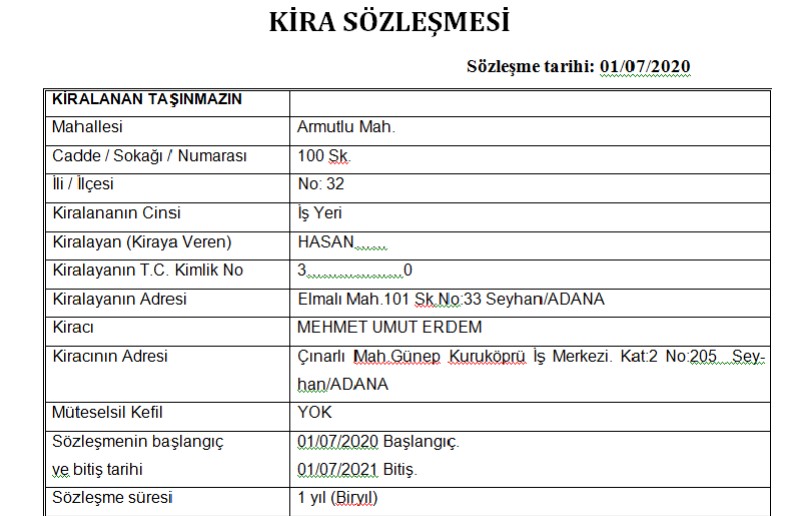 KİRA SÖZLEŞMESİ
Sözleşme tarihi: 01/07/2020
KİRALANAN TAŞINMAZIN
Mahallesi Armutlu Mah.
Cadde / Sokağı / Numarası 100 Sk.
İli / İlçesi No: 32
Kiralananın Cinsi İş Yeri
Kiralayan (Kiraya Veren) HASAN........
Kiralayanın T.C. Kimlik No 3........................0
Kiralayanın Adresi Elmalı Mah.101 Sk.No:33 Seyhan/ADANA
Kiracı MEHMET UMUT ERDEM
Kiracının Adresi Çınarlı Mah.Günep Kuruköprü İş Merkezi. Kat:2 No:205 Sey-
han/ADANA
Müteselsil Kefil YOK
Sözleşmenin başlangıç 01/07/2020 Başlangıç.
ve bitiş tarihi 01/07/2021 Bitiş.
Sözleşme süresi 1 yıl (Biryıl)